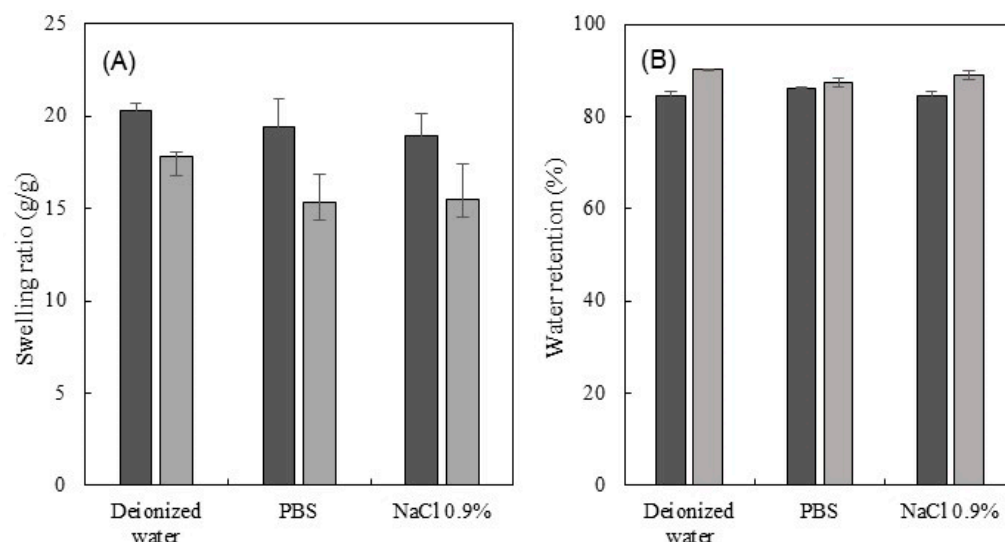 (A)
Swelling ratio (g/g)
25
20
15
10
5
0
Deionized
water
PBS
NaCl 0.9%
(B)
Water retention (%)
100
80
60
40
20
0
Deionized
water
PBS
NaCl 0.9%